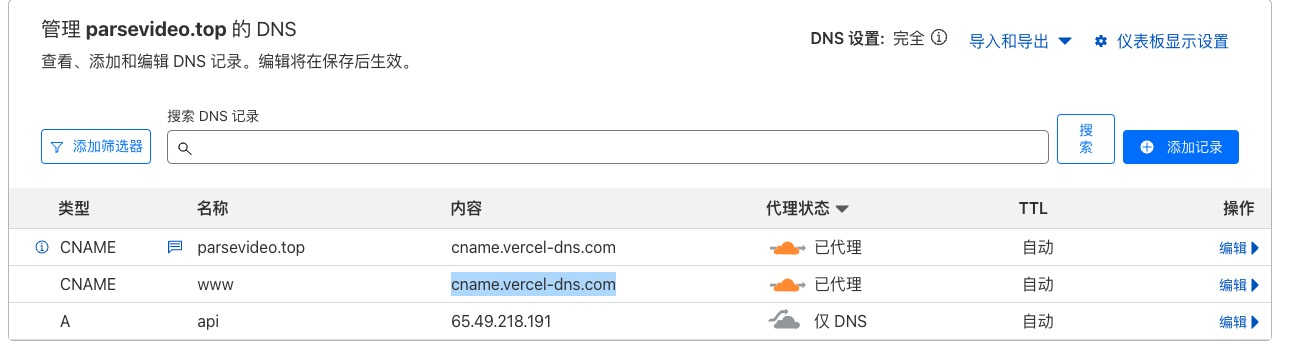 管理 parsevideo.top 的 DNS
查看、添加和编辑 DNS 记录。编辑将在保存后生效。
DNS 设置: 完全 导入和导出 仪表板显示设置
搜索 DNS 记录
添加筛选器 搜索 添加记录
类型 名称 内容 代理状态 TTL 操作
CNAME parsevideo.top cname.vercel-dns.com 已代理 自动 编辑
CNAME www cname.vercel-dns.com 已代理 自动 编辑
A api 65.49.218.191 仅 DNS 自动 编辑